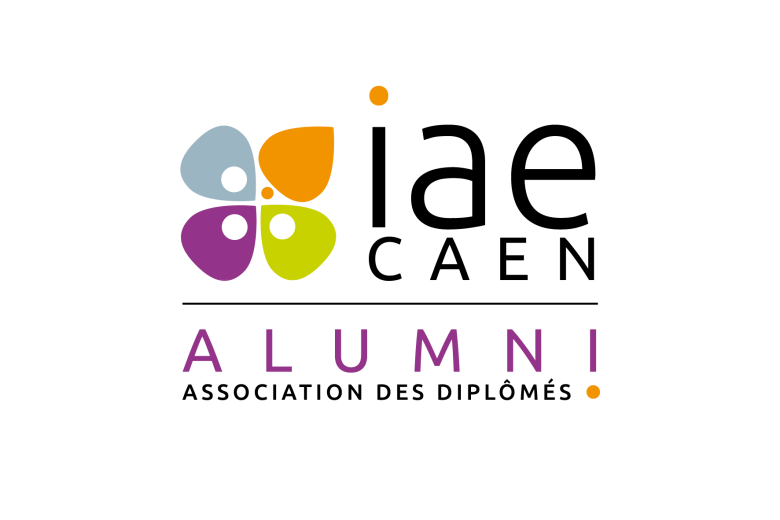 iae
CAEN
ALUMNI
ASSOCIATION DES DIPLÔMÉS